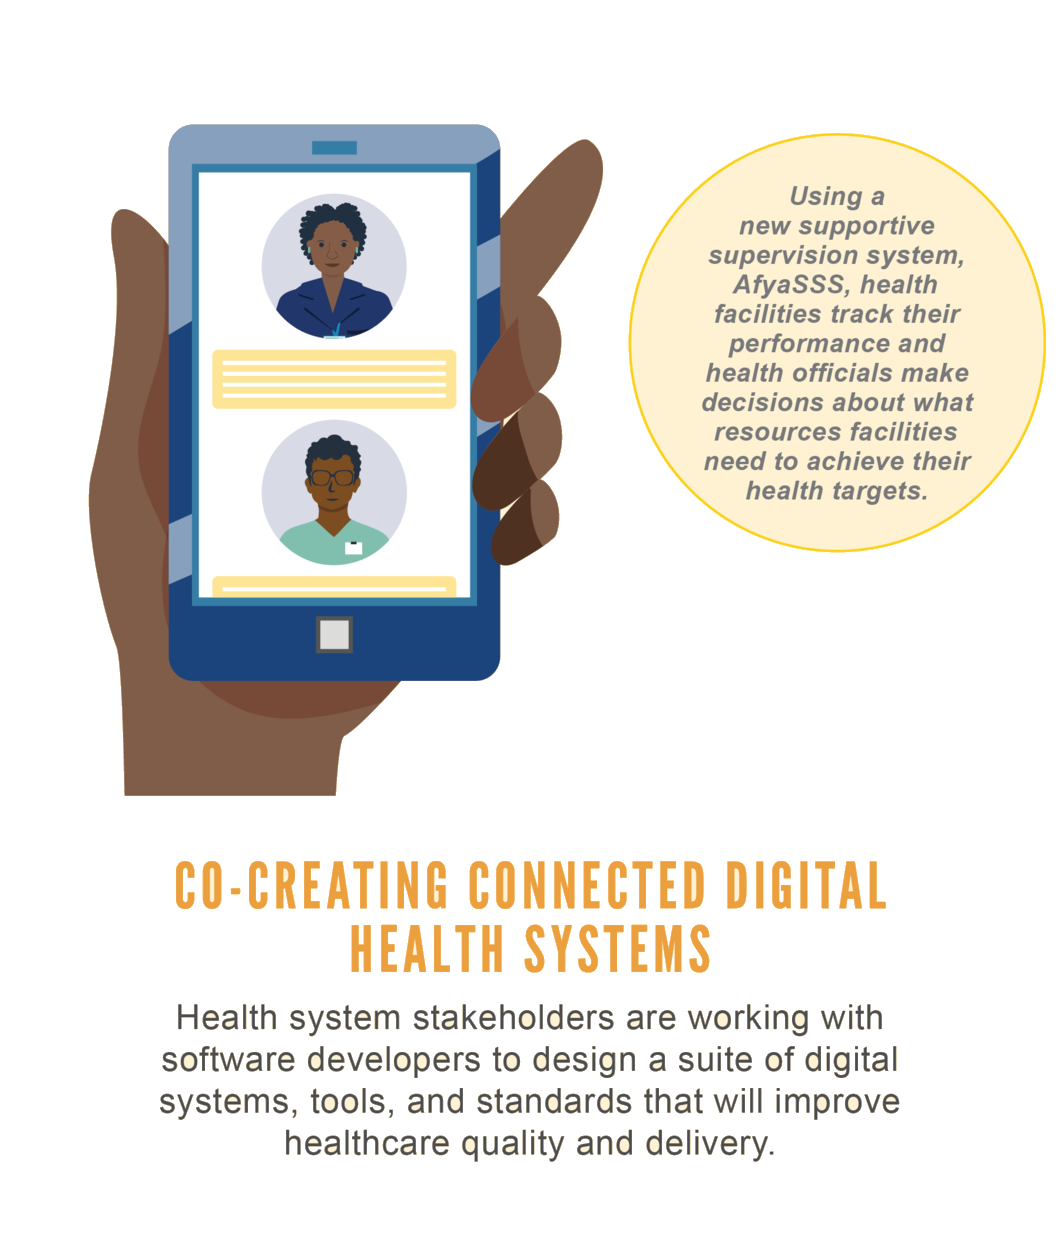 Using a
new supportive
supervision system,
AfyaSSS, health
facilities track their
performance and
health officials make
decisions about what
resources facilities
need to achieve their
health targets.
CO-CREATING CONNECTED DIGITAL
HEALTH SYSTEMS
Health system stakeholders are working with
software developers to design a suite of digital
systems, tools, and standards that will improve
healthcare quality and delivery.